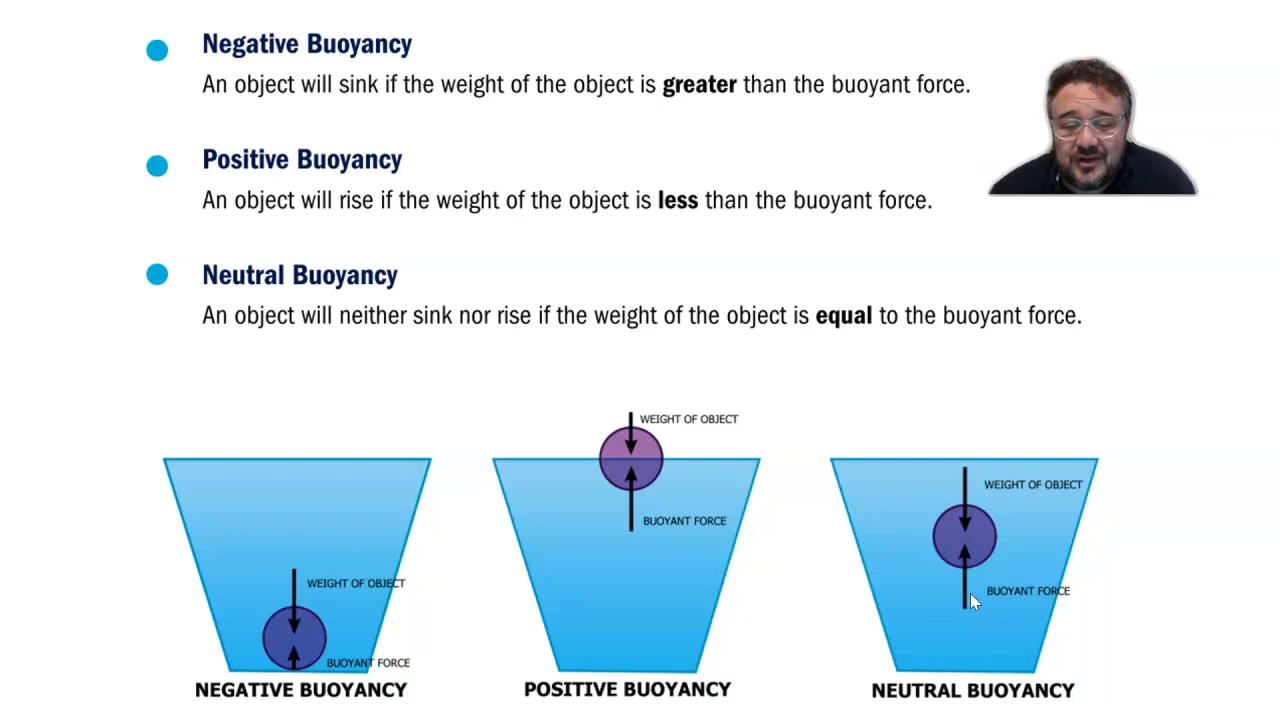 Negative Buoyancy
An object will sink if the weight of the object is greater than the buoyant force.
Positive Buoyancy
An object will rise if the weight of the object is less than the buoyant force.
Neutral Buoyancy
An object will neither sink nor rise if the weight of the object is equal to the buoyant force.
WEIGHT OF OBJECT
BUOYANT FORCE
NEGATIVE BUOYANCY
WEIGHT OF OBJECT
BUOYANT FORCE
POSITIVE BUOYANCY
WEIGHT OF OBJECT
BUOYANT FORCE
NEUTRAL BUOYANCY